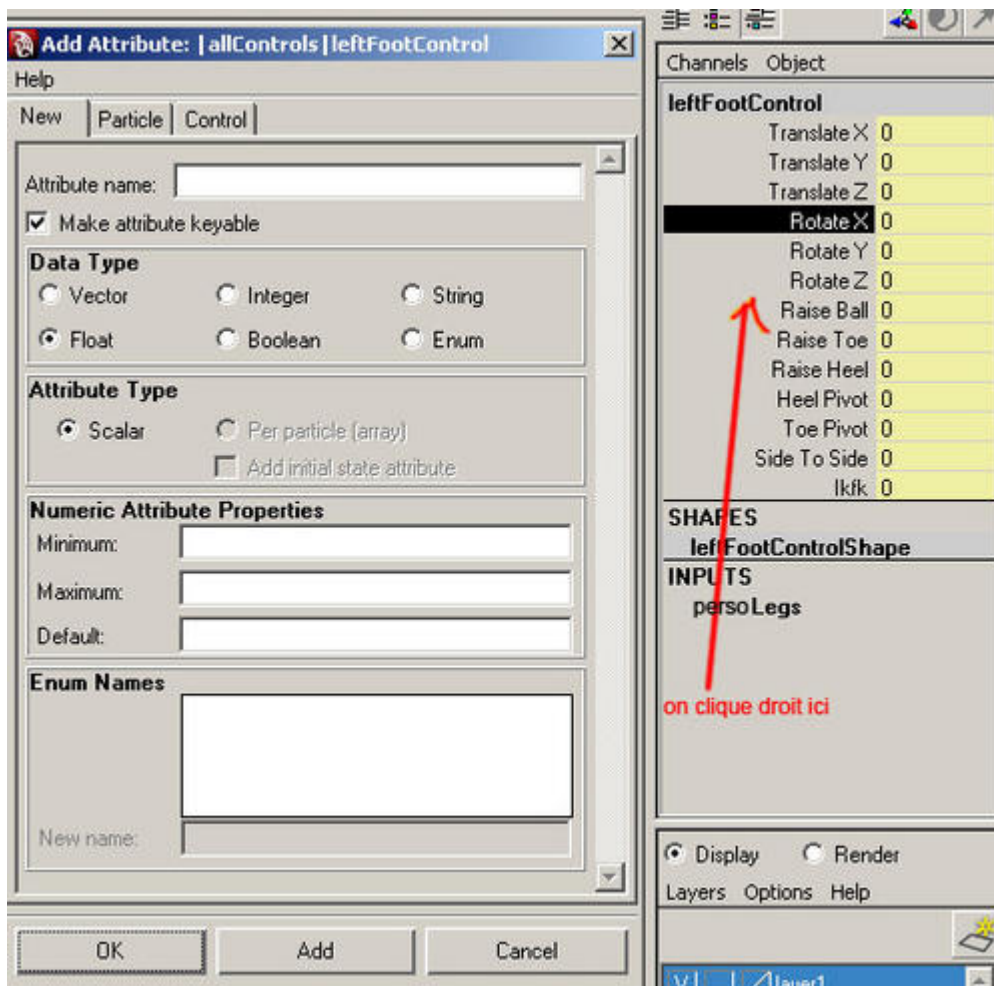 Add Attribute: |allControls|leftFootControl
Help
New Particle Control
Attribute name:
Make attribute keyable
Data Type
Vector Integer String
Float Boolean Enum
Attribute Type
Scalar Per particle (array)
Add initial state attribute
Numeric Attribute Properties
Minimum:
Maximum:
Default:
Enum Names
New name:
OK Add Cancel
Channels Object
leftFootControl
Translate X 0
Translate Y 0
Translate Z 0
Rotate X 0
Rotate Y 0
Rotate Z 0
Raise Ball 0
Raise Toe 0
Raise Heel 0
Heel Pivot 0
Toe Pivot 0
Side To Side 0
Ikfk 0
SHAPES
leftFootControlShape
INPUTS
persoLegs
on clique droit ici
Display Render
Layers Options Help
V layer1